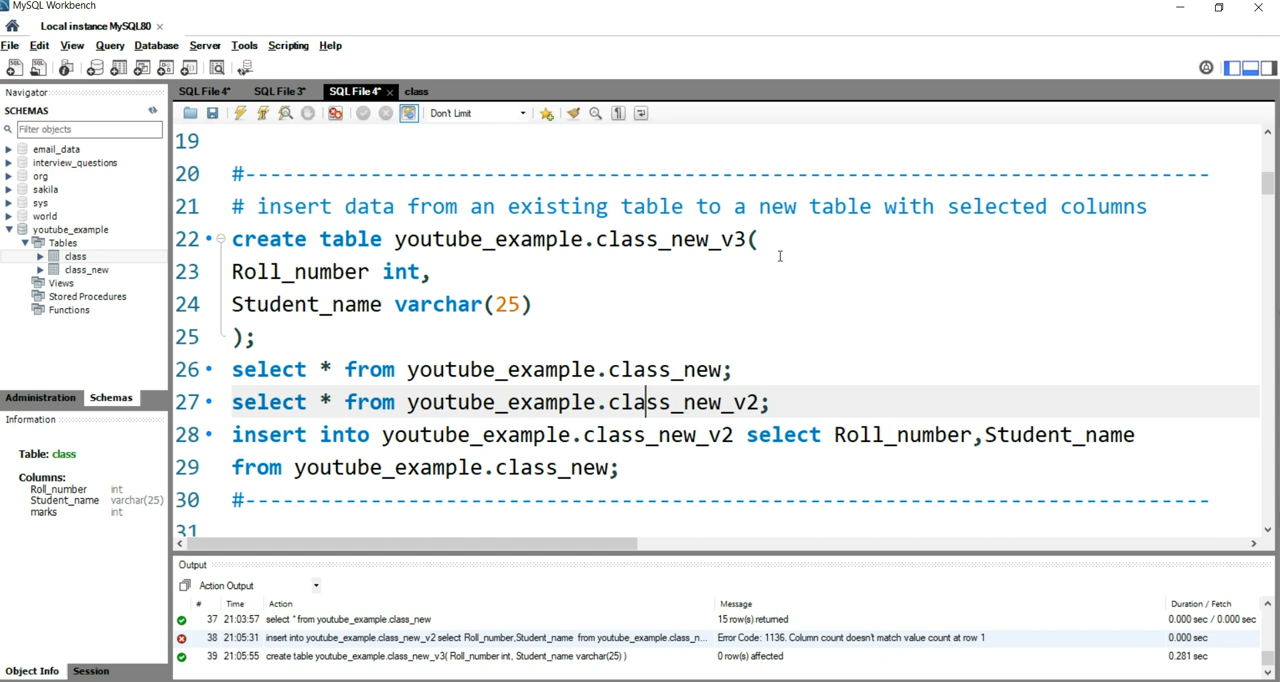 MySQL Workbench
Local instance MySQL80
File Edit View Query Database Server Tools Scripting Help
Navigator
SCHEMAS
Filter objects
email_data
interview_questions
org
sakila
sys
world
youtube_example
Tables
class
class_new
Views
Stored Procedures
Functions
Administration Schemas
Information
Table: class
Columns:
Roll_number int
Student_name varchar(25)
marks int
Object Info Session
SQL File 4* SQL File 3* SQL File 4* class
Don't Limit
19
20 #-----------------------------------------------------------------------------
21 # insert data from an existing table to a new table with selected columns
22 create table youtube_example.class_new_v3(
23 Roll_number int,
24 Student_name varchar(25)
25 );
26 select * from youtube_example.class_new;
27 select * from youtube_example.class_new_v2;
28 insert into youtube_example.class_new_v2 select Roll_number,Student_name
29 from youtube_example.class_new;
30 #-----------------------------------------------------------------------------
31
Output
Action Output
# Time Action Message Duration / Fetch
37 21:03:57 select * from youtube_example.class_new 15 row(s) returned 0.000 sec / 0.000 sec
38 21:05:31 insert into youtube_example.class_new_v2 select Roll_number,Student_name from youtube_example.class_n... Error Code: 1136. Column count doesn't match value count at row 1 0.000 sec
39 21:05:55 create table youtube_example.class_new_v3( Roll_number int, Student_name varchar(25) ) 0 row(s) affected 0.281 sec